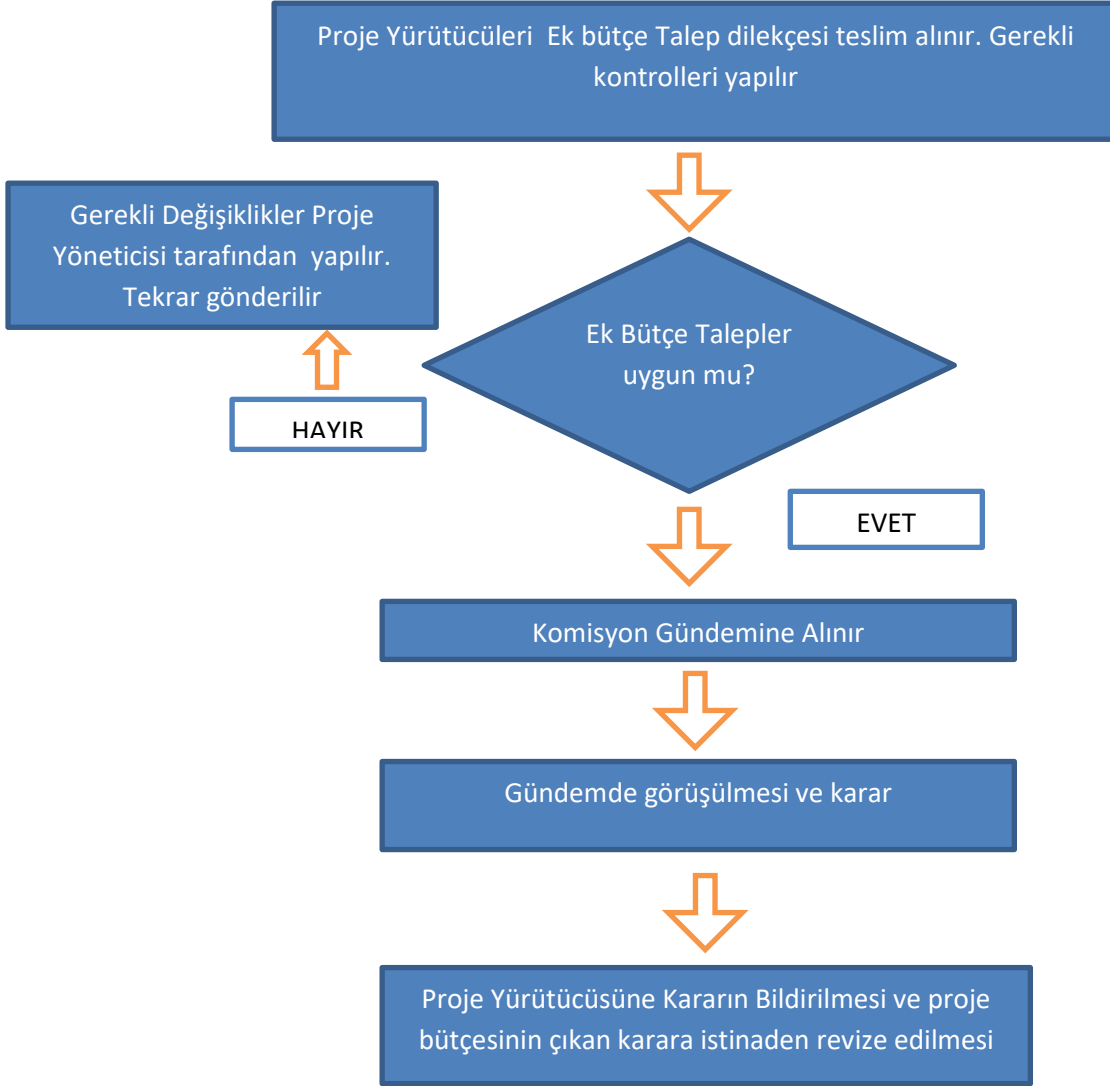 Proje Yürütücüleri  Ek bütçe Talep dilekçesi teslim alınır. Gerekli
kontrolleri yapılır
Gerekli Değişiklikler Proje
Yöneticisi tarafından  yapılır.
Tekrar gönderilir
Ek Bütçe Talepler
uygun mu?
HAYIR
EVET
Komisyon Gündemine Alınır
Gündemde görüşülmesi ve karar
Proje Yürütücüsüne Kararın Bildirilmesi ve proje
bütçesinin çıkan karara istinaden revize edilmesi